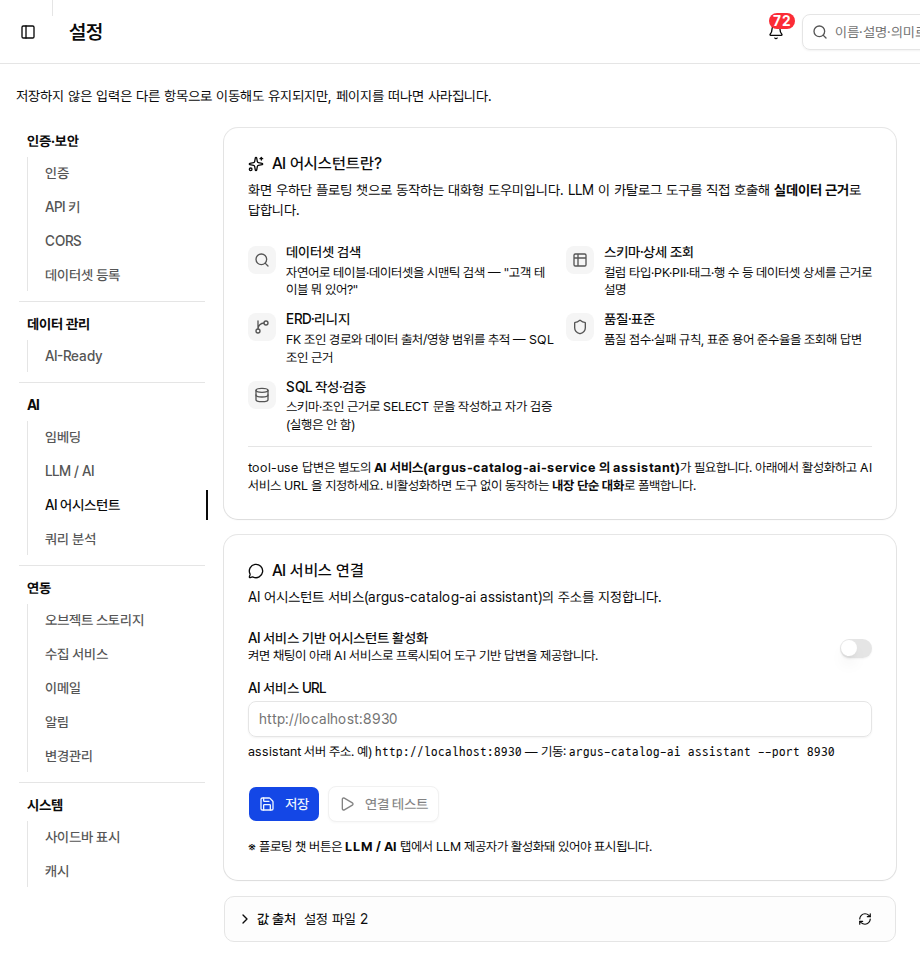 설정
72
이름·설명·의미로
저장하지 않은 입력은 다른 항목으로 이동해도 유지되지만, 페이지를 떠나면 사라집니다.
인증·보안
인증
API 키
CORS
데이터셋 등록
데이터 관리
AI-Ready
AI
임베딩
LLM / AI
AI 어시스턴트
쿼리 분석
연동
오브젝트 스토리지
수집 서비스
이메일
알림
변경관리
시스템
사이드바 표시
캐시
AI 어시스턴트란?
화면 우하단 플로팅 챗으로 동작하는 대화형 도우미입니다. LLM 이 카탈로그 도구를 직접 호출해 실데이터 근거로
답합니다.
데이터셋 검색
자연어로 테이블·데이터셋을 시맨틱 검색 — "고객 테
이블 뭐 있어?"
스키마·상세 조회
컬럼 타입·PK·PII·태그·행 수 등 데이터셋 상세를 근거로
설명
ERD·리니지
FK 조인 경로와 데이터 출처/영향 범위를 추적 — SQL
조인 근거
품질·표준
품질 점수·실패 규칙, 표준 용어 준수율을 조회해 답변
SQL 작성·검증
스키마·조인 근거로 SELECT 문을 작성하고 자가 검증
(실행은 안 함)
tool-use 답변은 별도의 AI 서비스(argus-catalog-ai-service 의 assistant)가 필요합니다. 아래에서 활성화하고 AI
서비스 URL 을 지정하세요. 비활성화하면 도구 없이 동작하는 내장 단순 대화로 폴백합니다.
AI 서비스 연결
AI 어시스턴트 서비스(argus-catalog-ai assistant)의 주소를 지정합니다.
AI 서비스 기반 어시스턴트 활성화
켜면 채팅이 아래 AI 서비스로 프록시되어 도구 기반 답변을 제공합니다.
AI 서비스 URL
http://localhost:8930
assistant 서버 주소. 예) http://localhost:8930 — 기동: argus-catalog-ai assistant --port 8930
저장
연결 테스트
※ 플로팅 챗 버튼은 LLM / AI 탭에서 LLM 제공자가 활성화돼 있어야 표시됩니다.
값 출처 설정 파일 2